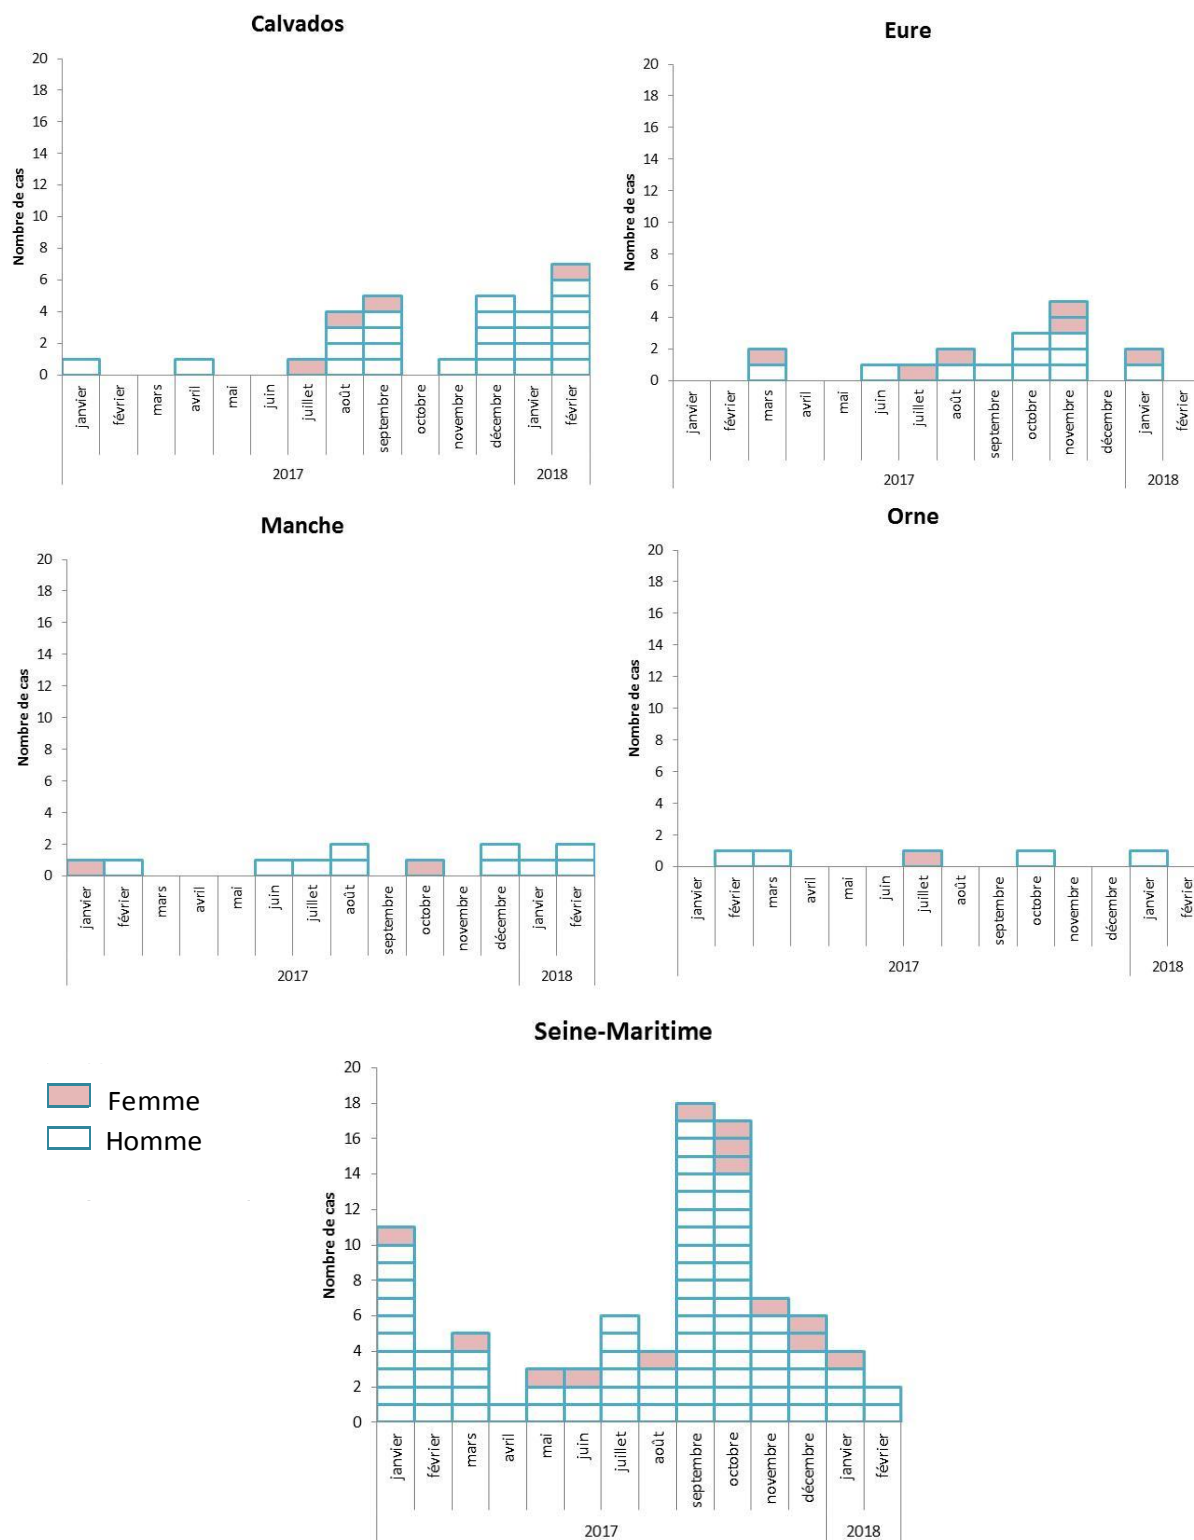 Calvados
20
18
16
14
12
10
8
6
4
2
0
Nombre de cas
janvier
février
mars
avril
mai
juin
juillet
août
septembre
octobre
novembre
décembre
janvier
février
2017
2018
Eure
20
18
16
14
12
10
8
6
4
2
0
Nombre de cas
janvier
février
mars
avril
mai
juin
juillet
août
septembre
octobre
novembre
décembre
janvier
février
2017
2018
Manche
20
18
16
14
12
10
8
6
4
2
0
Nombre de cas
janvier
février
mars
avril
mai
juin
juillet
août
septembre
octobre
novembre
décembre
janvier
février
2017
2018
Orne
20
18
16
14
12
10
8
6
4
2
0
Nombre de cas
janvier
février
mars
avril
mai
juin
juillet
août
septembre
octobre
novembre
décembre
janvier
février
2017
2018
Femme
Homme
Seine-Maritime
20
18
16
14
12
10
8
6
4
2
0
Nombre de cas
janvier
février
mars
avril
mai
juin
juillet
août
septembre
octobre
novembre
décembre
janvier
février
2017
2018